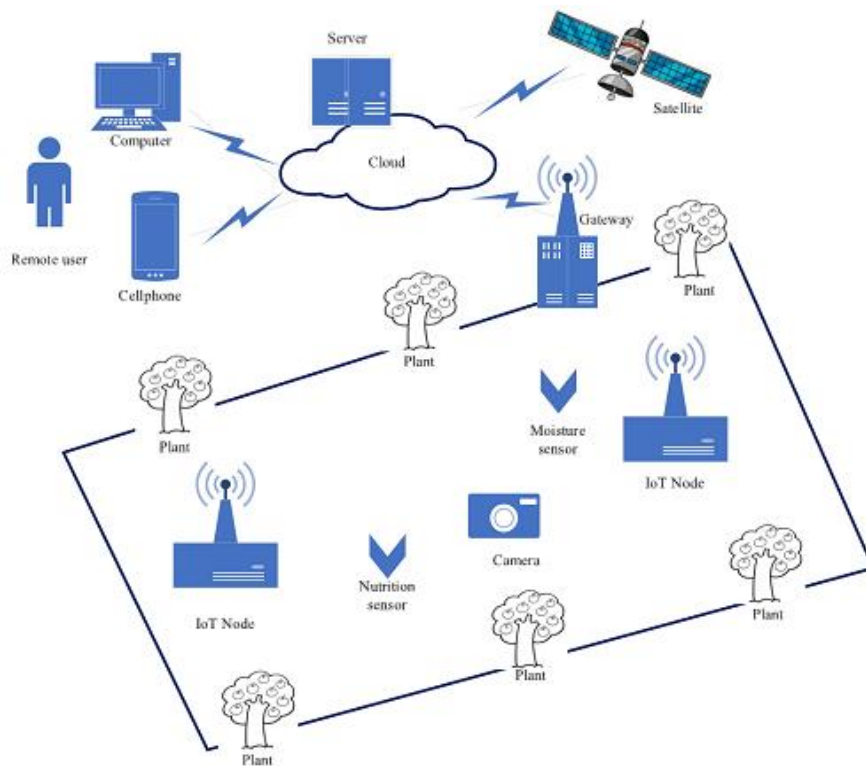 Server
Satellite
Computer
Cloud
Gateway
Remote user
Cellphone
Plant
Plant
Plant
Moisture
sensor
IoT Node
Camera
Nutrition
sensor
IoT Node
Plant
Plant
Plant